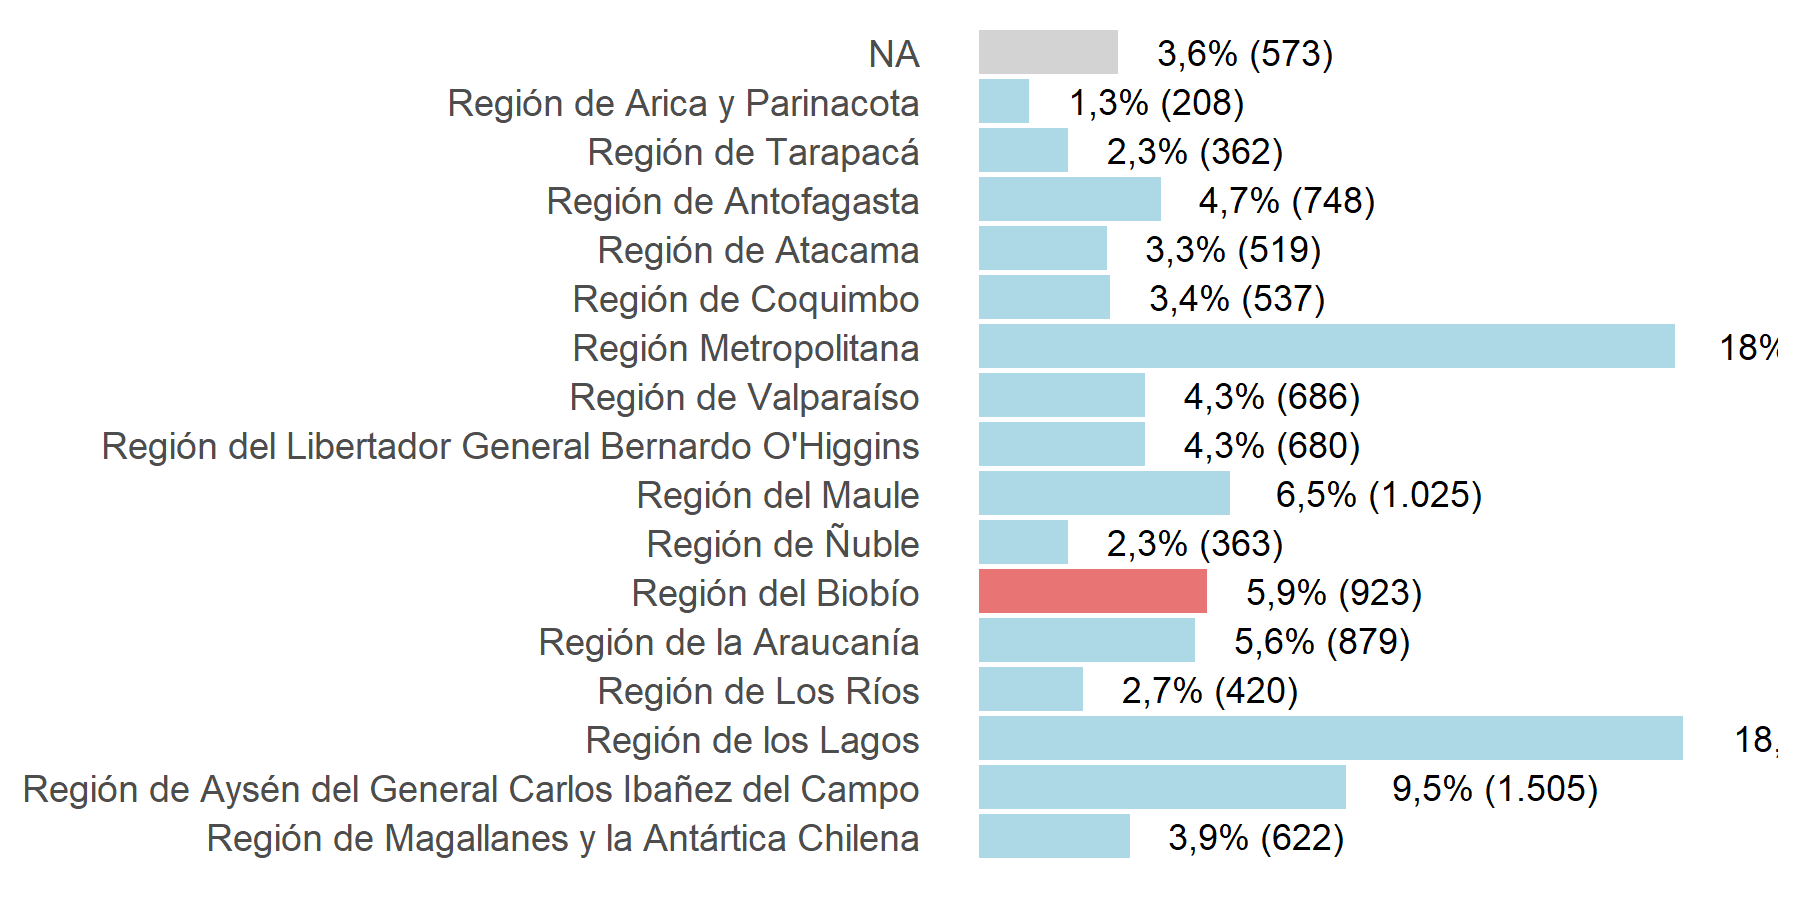 NA 3,6% (573)
Región de Arica y Parinacota 1,3% (208)
Región de Tarapacá 2,3% (362)
Región de Antofagasta 4,7% (748)
Región de Atacama 3,3% (519)
Región de Coquimbo 3,4% (537)
Región Metropolitana 18%
Región de Valparaíso 4,3% (686)
Región del Libertador General Bernardo O'Higgins 4,3% (680)
Región del Maule 6,5% (1.025)
Región de Ñuble 2,3% (363)
Región del Biobío 5,9% (923)
Región de la Araucanía 5,6% (879)
Región de Los Ríos 2,7% (420)
Región de los Lagos 18,
Región de Aysén del General Carlos Ibañez del Campo 9,5% (1.505)
Región de Magallanes y la Antártica Chilena 3,9% (622)